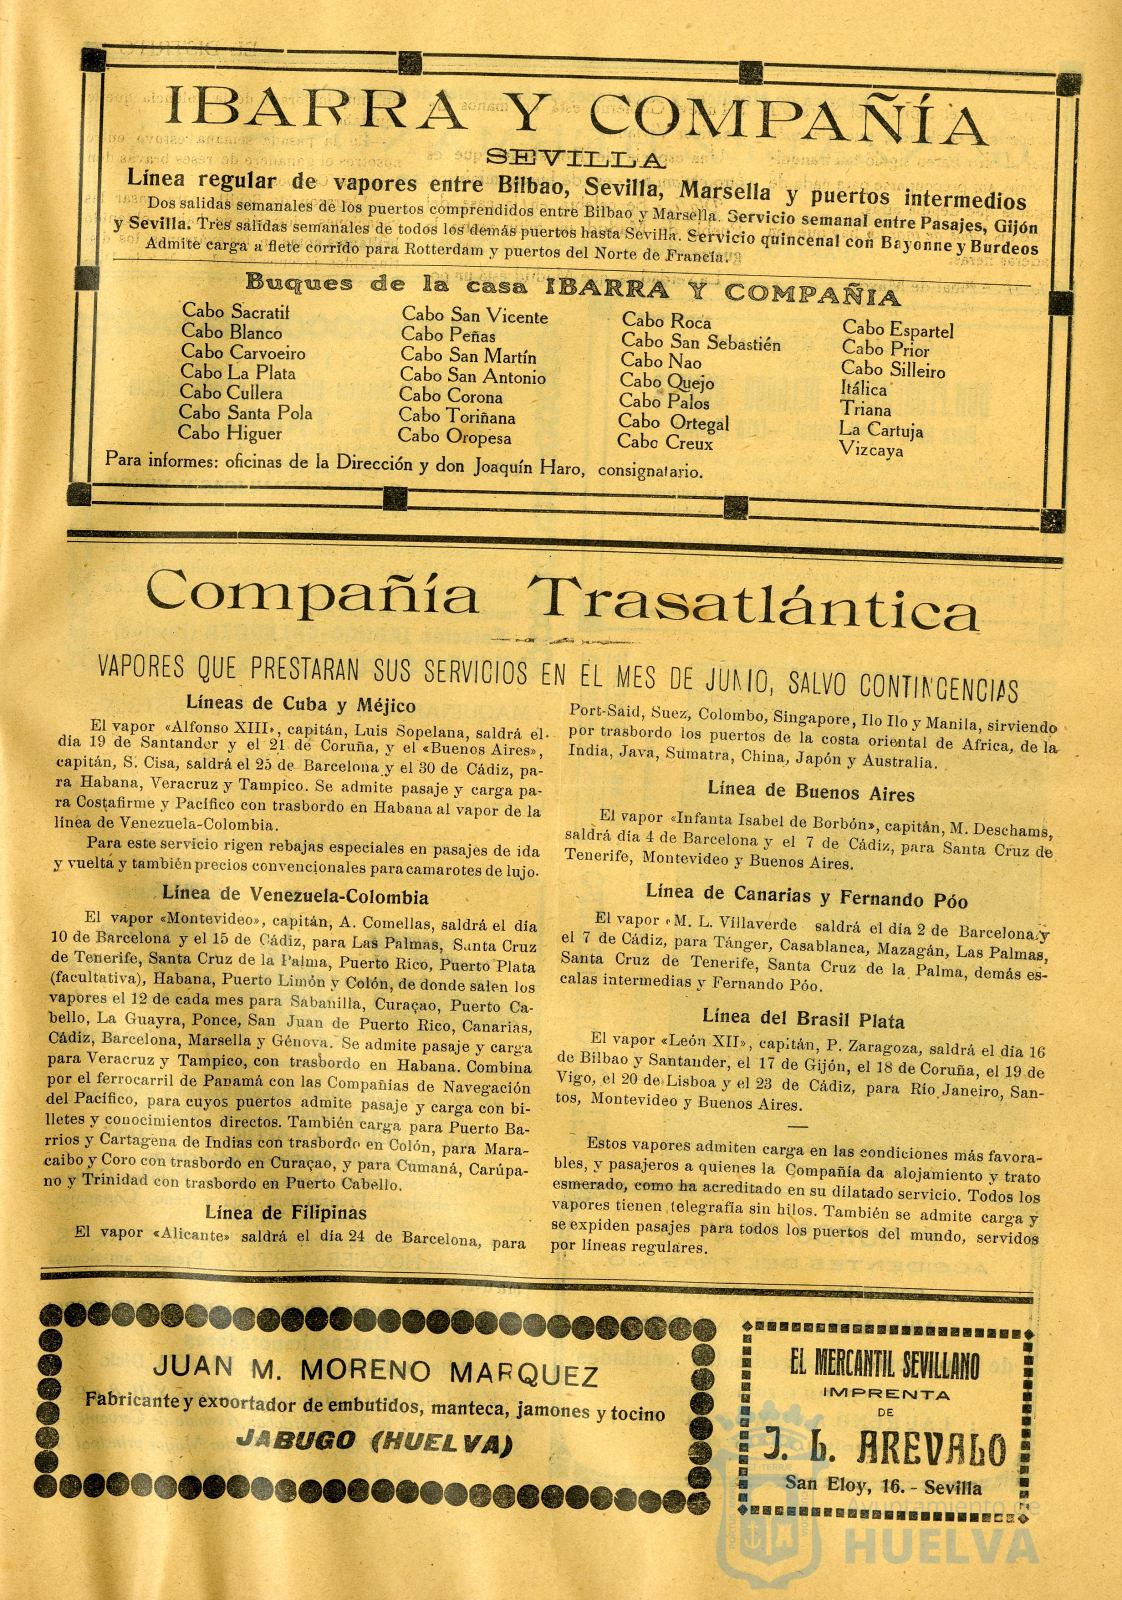 IBARRA Y COMPAÑÍA
SEVILLA
Línea regular de vapores entre Bilbao, Sevilla, Marsella y puertos intermedios
Dos salidas semanales de los puertos comprendidos entre Bilbao y Marsella. Servicio semanal entre Pasajes, Gijón
y Sevilla. Tres salidas semanales de todos los demás puertos hasta Sevilla. Servicio quincenal con Bayonne y Burdeos
Admite carga a flete corrido para Rotterdam y puertos del Norte de Francia.
Buques de la casa IBARRA Y COMPAÑIA
Cabo Sacratif
Cabo Blanco
Cabo Carvoeiro
Cabo La Plata
Cabo Cullera
Cabo Santa Pola
Cabo Higuer
Cabo San Vicente
Cabo Peñas
Cabo San Martín
Cabo San Antonio
Cabo Corona
Cabo Toriñana
Cabo Oropesa
Cabo Roca
Cabo San Sebastién
Cabo Nao
Cabo Quejo
Cabo Palos
Cabo Ortegal
Cabo Creux
Cabo Espartel
Cabo Prior
Cabo Silleiro
Itálica
Triana
La Cartuja
Vizcaya
Para informes: oficinas de la Dirección y don Joaquín Haro, consignatario.
Compañía Trasatlántica
VAPORES QUE PRESTARAN SUS SERVICIOS EN EL MES DE JUNIO, SALVO CONTINGENCIAS
Líneas de Cuba y Méjico
El vapor «Alfonso XIII», capitán, Luis Sopelana, saldrá el
día 19 de Santander y el 21 de Coruña, y el «Buenos Aires»,
capitán, S. Cisa, saldrá el 25 de Barcelona y el 30 de Cádiz, pa-
ra Habana, Veracruz y Tampico. Se admite pasaje y carga pa-
ra Costafirme y Pacífico con trasbordo en Habana al vapor de la
línea de Venezuela-Colombia.
Para este servicio rigen rebajas especiales en pasajes de ida
y vuelta y también precios convencionales para camarotes de lujo.
Línea de Venezuela-Colombia
El vapor «Montevideo», capitán, A. Comellas, saldrá el día
10 de Barcelona y el 15 de Cádiz, para Las Palmas, Santa Cruz
de Tenerife, Santa Cruz de la Palma, Puerto Rico, Puerto Plata
(facultativa), Habana, Puerto Limón y Colón, de donde salen los
vapores el 12 de cada mes para Sabanilla, Curaçao, Puerto Ca-
bello, La Guayra, Ponce, San Juan de Puerto Rico, Canarias,
Cádiz, Barcelona, Marsella y Génova. Se admite pasaje y carga
para Veracruz y Tampico, con trasbordo en Habana. Combina
por el ferrocarril de Panamá con las Compañías de Navegación
del Pacífico, para cuyos puertos admite pasaje y carga con bi-
lletes y conocimientos directos. También carga para Puerto Ba-
rrios y Cartagena de Indias con trasbordo en Colón, para Mara-
caibo y Coro con trasbordo en Curaçao, y para Cumaná, Carúpa-
no y Trinidad con trasbordo en Puerto Cabello.
Línea de Filipinas
El vapor «Alicante» saldrá el día 24 de Barcelona, para
Port-Said, Suez, Colombo, Singapore, Ilo Ilo y Manila, sirviendo
por trasbordo los puertos de la costa oriental de Africa, de la
India, Java, Sumatra, China, Japón y Australia.
Línea de Buenos Aires
El vapor «Infanta Isabel de Borbón», capitán, M. Deschams,
saldrá día 4 de Barcelona y el 7 de Cádiz, para Santa Cruz de
Tenerife, Montevideo y Buenos Aires.
Línea de Canarias y Fernando Póo
El vapor «M. L. Villaverde saldrá el día 2 de Barcelona y
el 7 de Cádiz, para Tánger, Casablanca, Mazagán, Las Palmas,
Santa Cruz de Tenerife, Santa Cruz de la Palma, demás es-
calas intermedias y Fernando Póo.
Línea del Brasil Plata
El vapor «León XII», capitán, P. Zaragoza, saldrá el día 16
de Bilbao y Santander, el 17 de Gijón, el 18 de Coruña, el 19 de
Vigo, el 20 de Lisboa y el 23 de Cádiz, para Río Janeiro, San-
tos, Montevideo y Buenos Aires.
Estos vapores admiten carga en las condiciones más favora-
bles, y pasajeros a quienes la Compañía da alojamiento y trato
esmerado, como ha acreditado en su dilatado servicio. Todos los
vapores tienen telegrafía sin hilos. También se admite carga y
se expiden pasajes para todos los puertos del mundo, servidos
por líneas regulares.
JUAN M. MORENO MARQUEZ
Fabricante y exportador de embutidos, manteca, jamones y tocino
JABUGO (HUELVA)
EL MERCANTIL SEVILLANO
IMPRENTA
DE
J. L. AREVALO
San Eloy, 16. - Sevilla
Ayuntamiento de
HUELVA